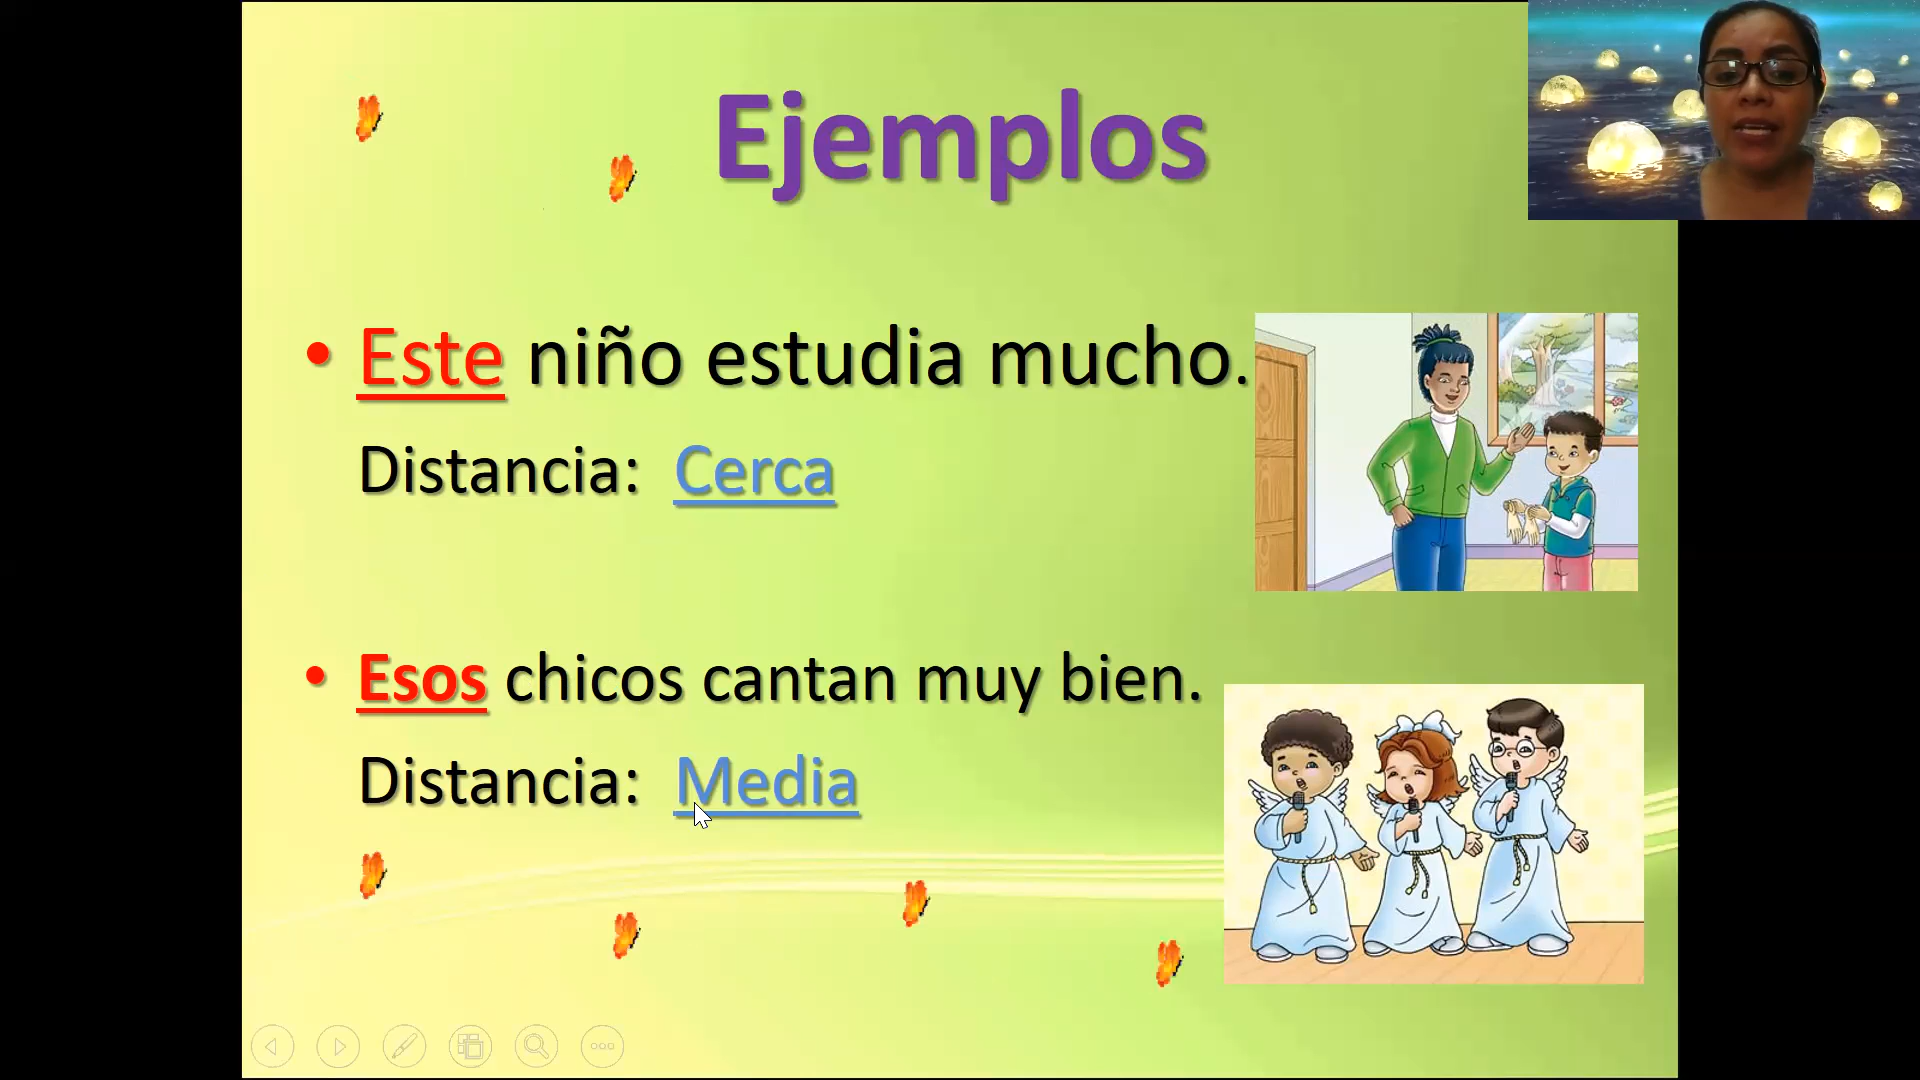 Ejemplos
• Este niño estudia mucho.
Distancia: Cerca
• Esos chicos cantan muy bien.
Distancia: Media